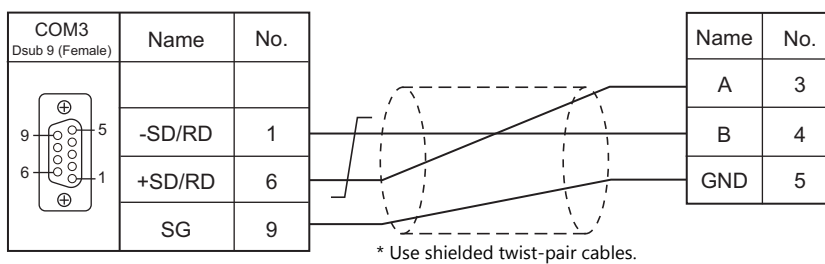 COM3
Dsub 9 (Female)
Name No.
Name No.
A 3
9 5
-SD/RD 1
B 4
6 1
+SD/RD 6
GND 5
SG 9
* Use shielded twist-pair cables.